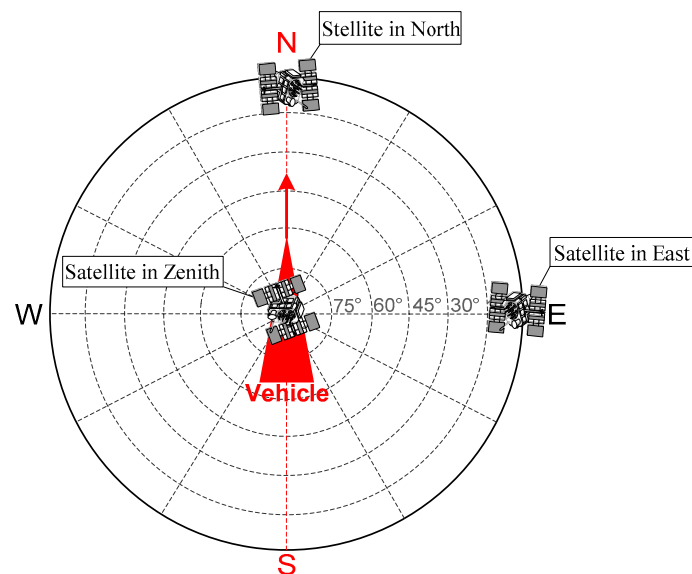 Stellite in North
N
Satellite in Zenith
Satellite in East
W
75° 60° 45° 30°
E
Vehicle
S